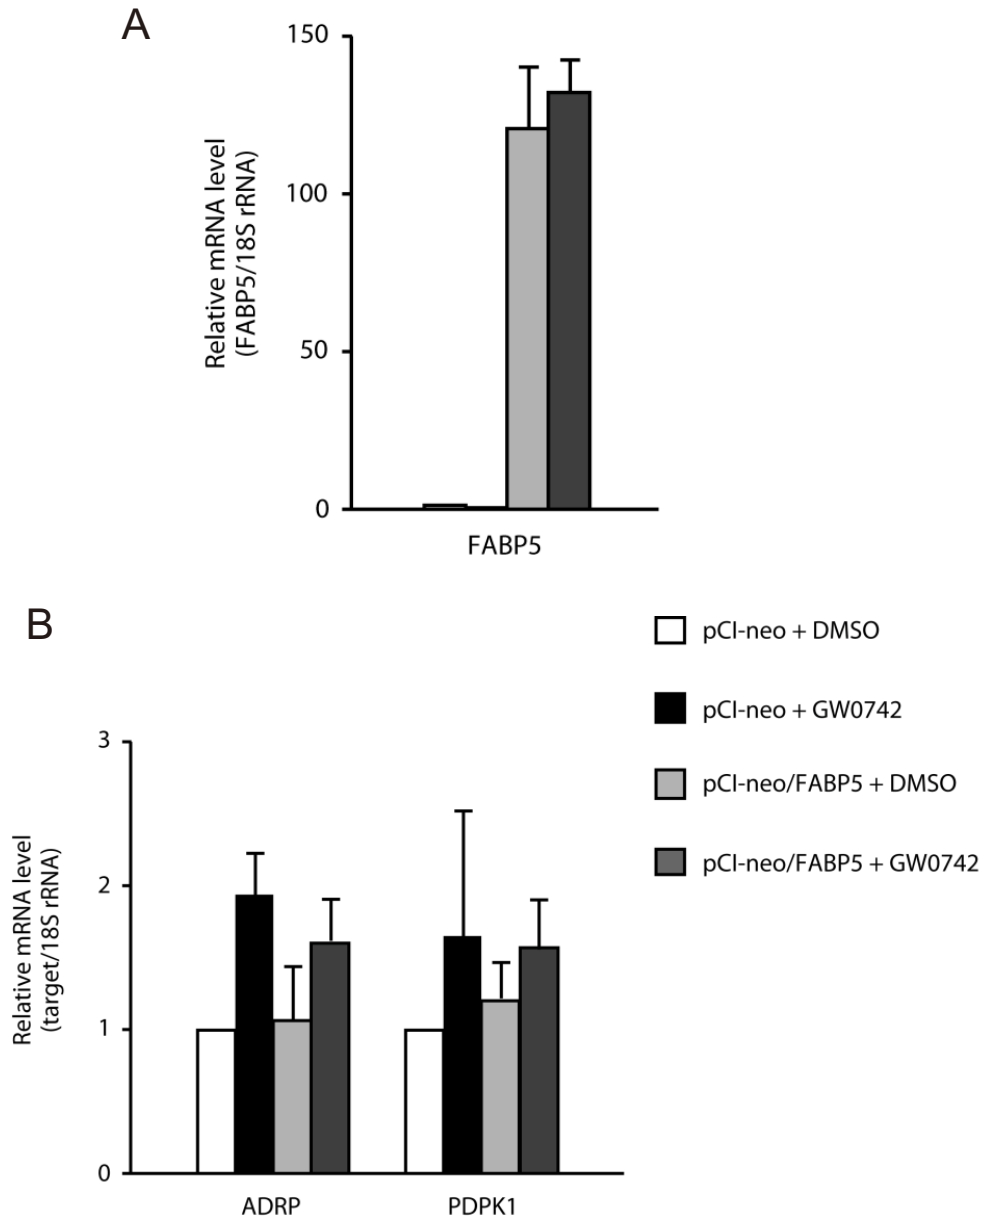 A
150
100
50
0
Relative mRNA level
(FABP5/18S rRNA)
FABP5
B
pCI-neo + DMSO
pCI-neo + GW0742
pCI-neo/FABP5 + DMSO
pCI-neo/FABP5 + GW0742
3
2
1
0
Relative mRNA level
(target/18S rRNA)
ADRP PDPK1